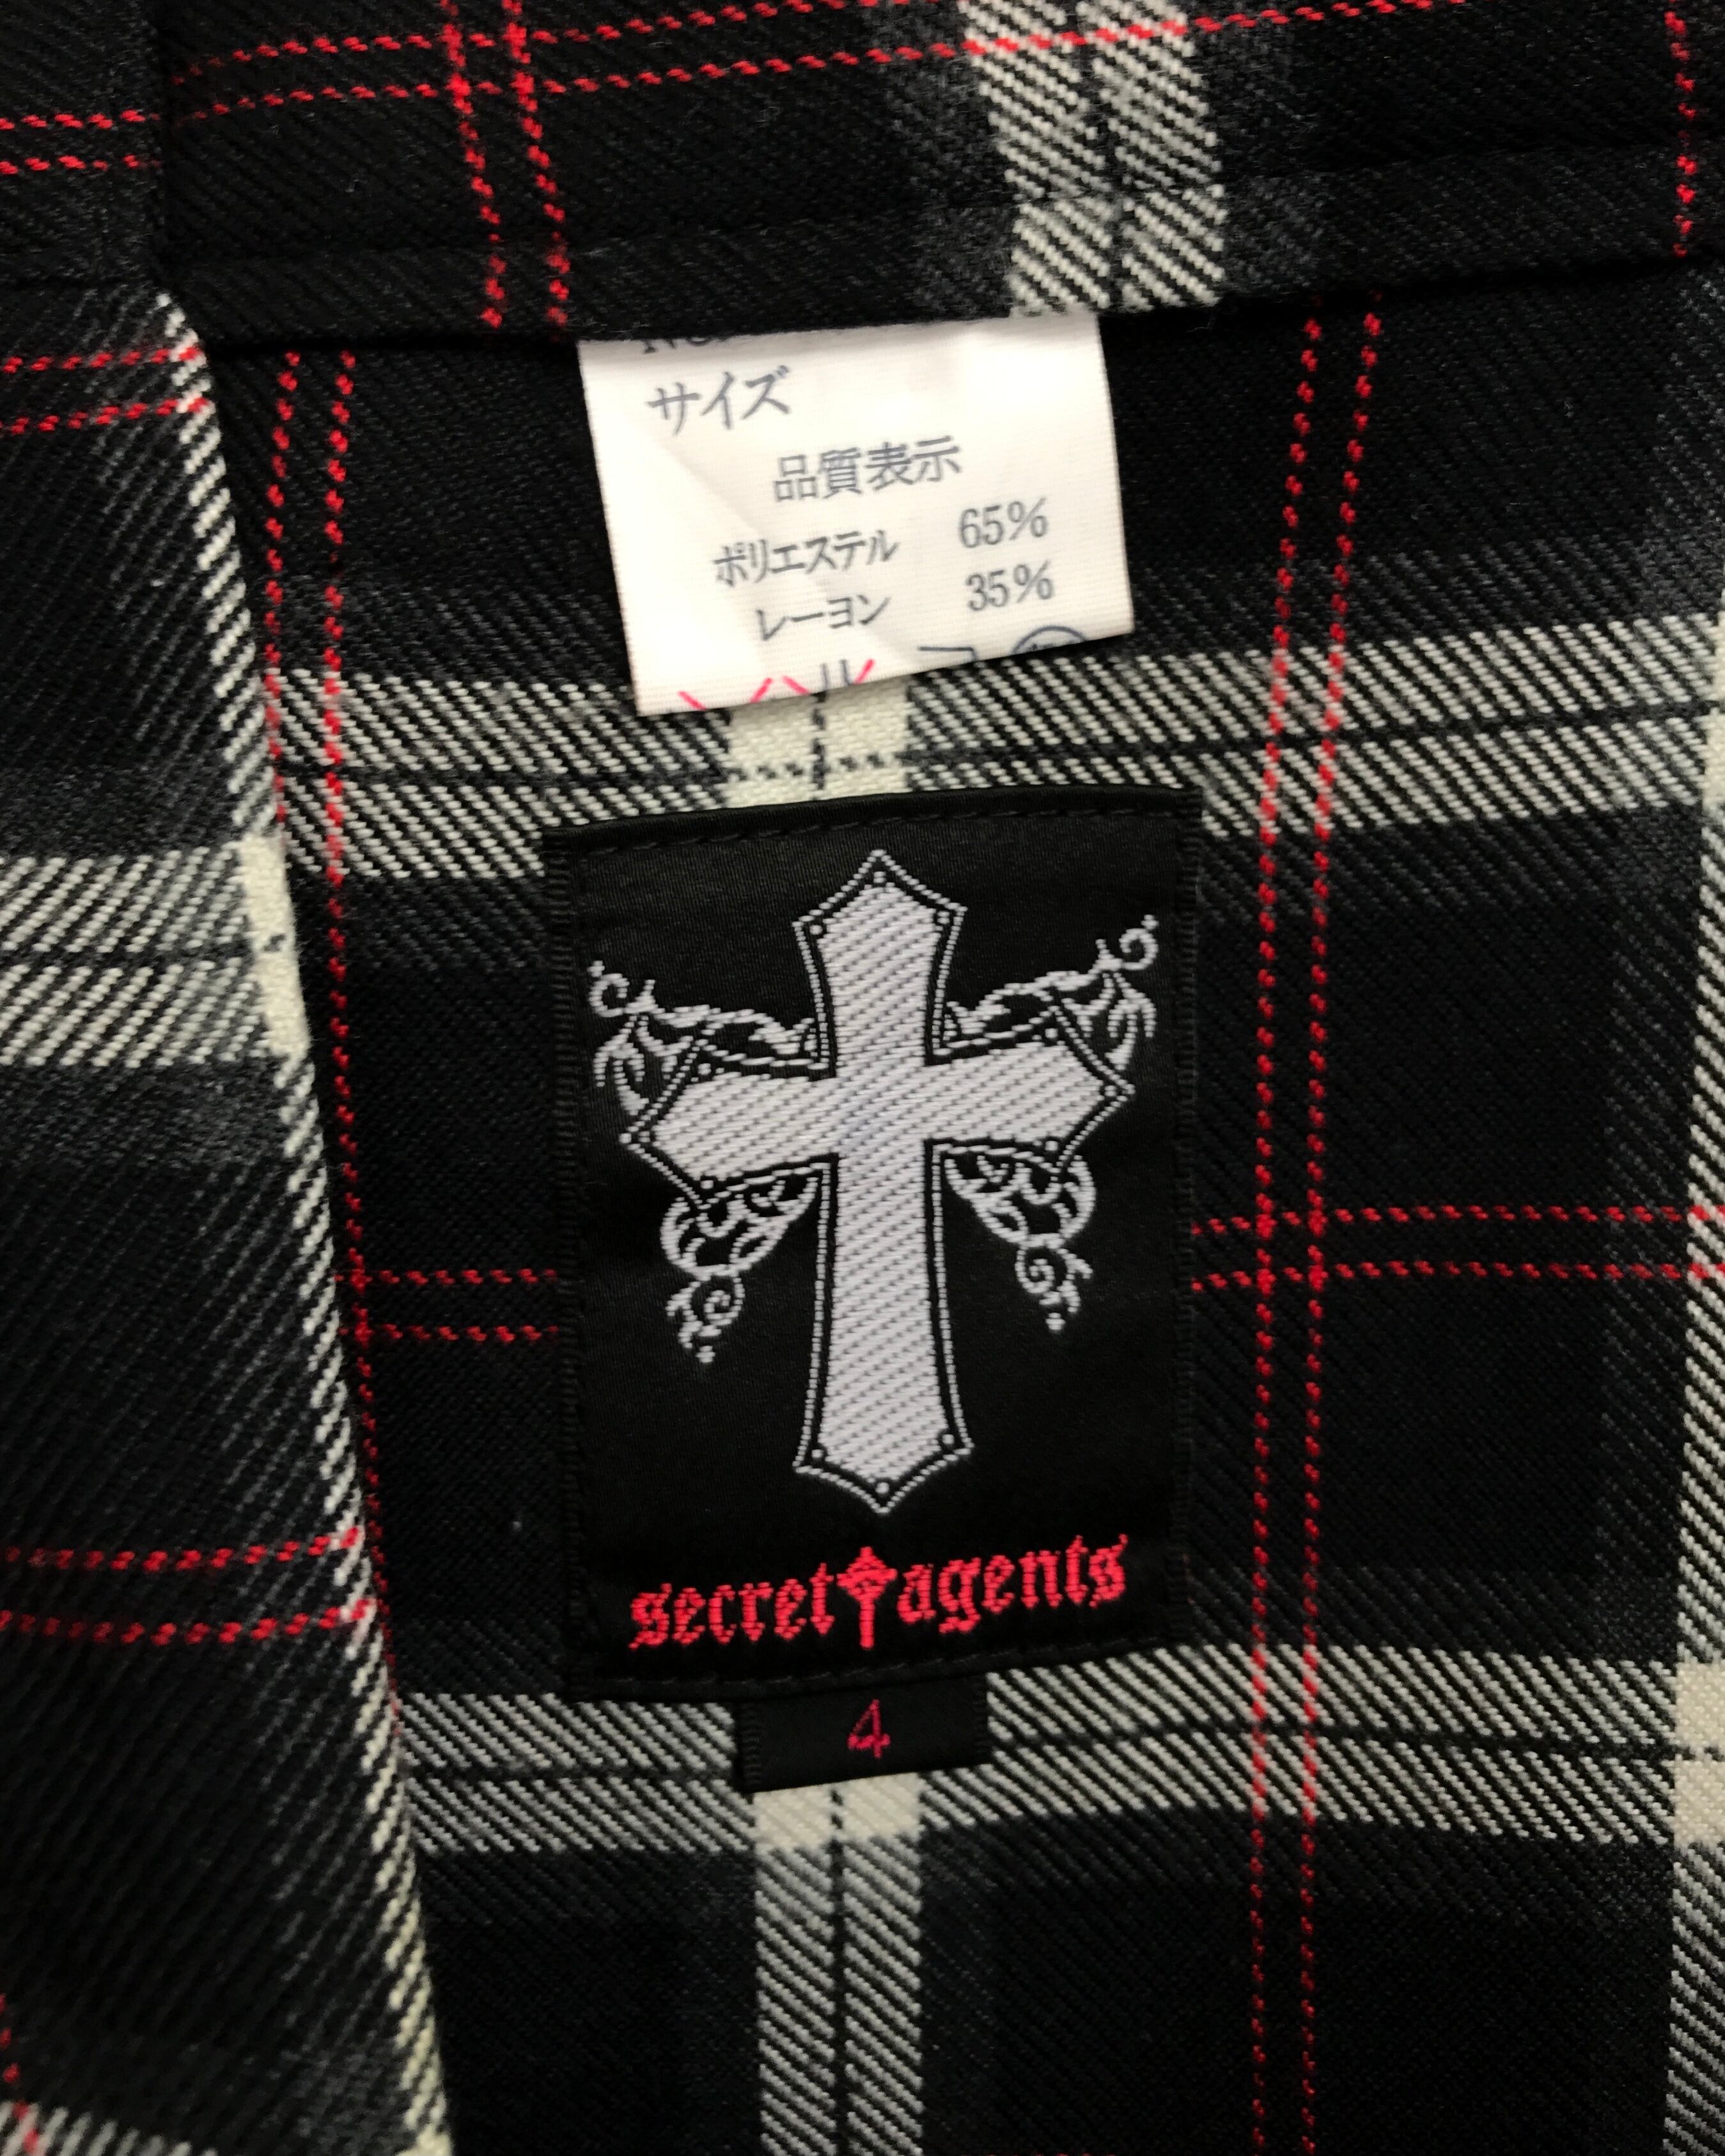 サイズ
品質表示
ポリエステル 65%
レーヨン 35%
secret agents
4